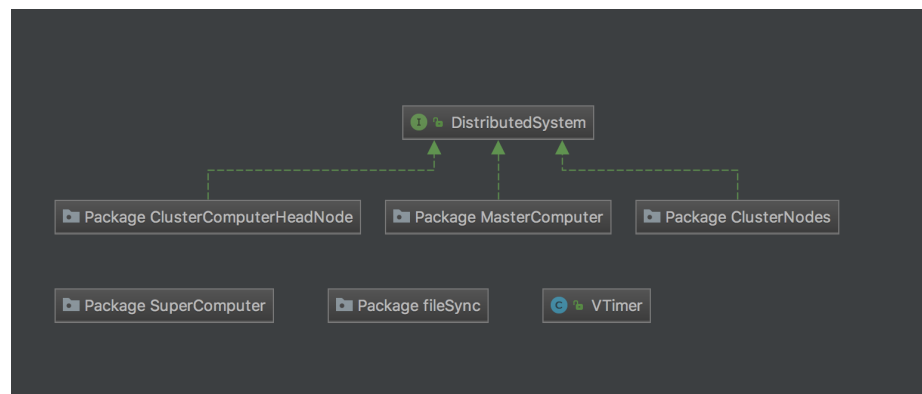 I DistributedSystem
Package ClusterComputerHeadNode
Package MasterComputer
Package ClusterNodes
Package SuperComputer
Package fileSync
C VTimer